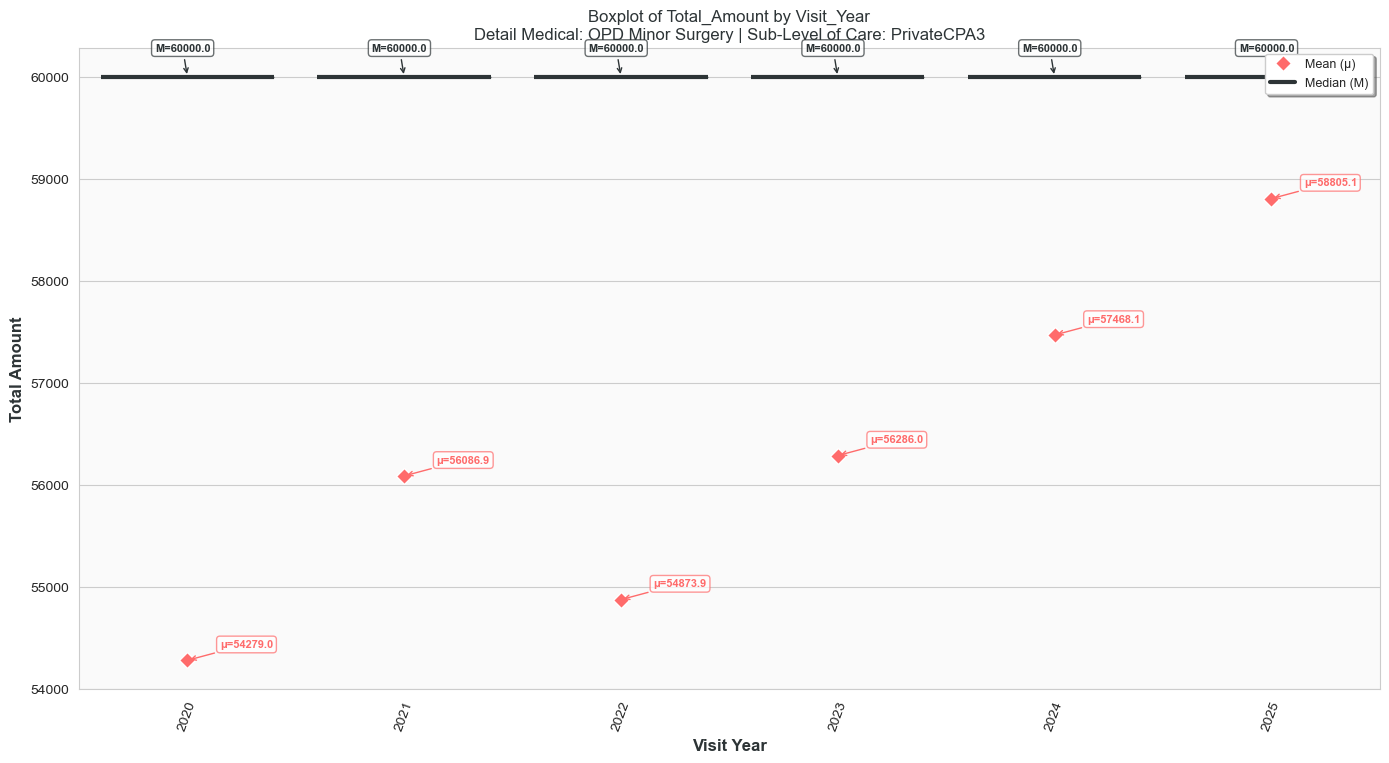 Boxplot of Total_Amount by Visit_Year
Detail Medical: OPD Minor Surgery | Sub-Level of Care: PrivateCPA3
M=60000.0 M=60000.0 M=60000.0 M=60000.0 M=60000.0 M=60000.0
Mean (μ)
Median (M)
60000
59000
58000
57000
56000
55000
54000
μ=58805.1
μ=57468.1
μ=56286.0
μ=56086.9
μ=54873.9
μ=54279.0
Total Amount
2020 2021 2022 2023 2024 2025
Visit Year